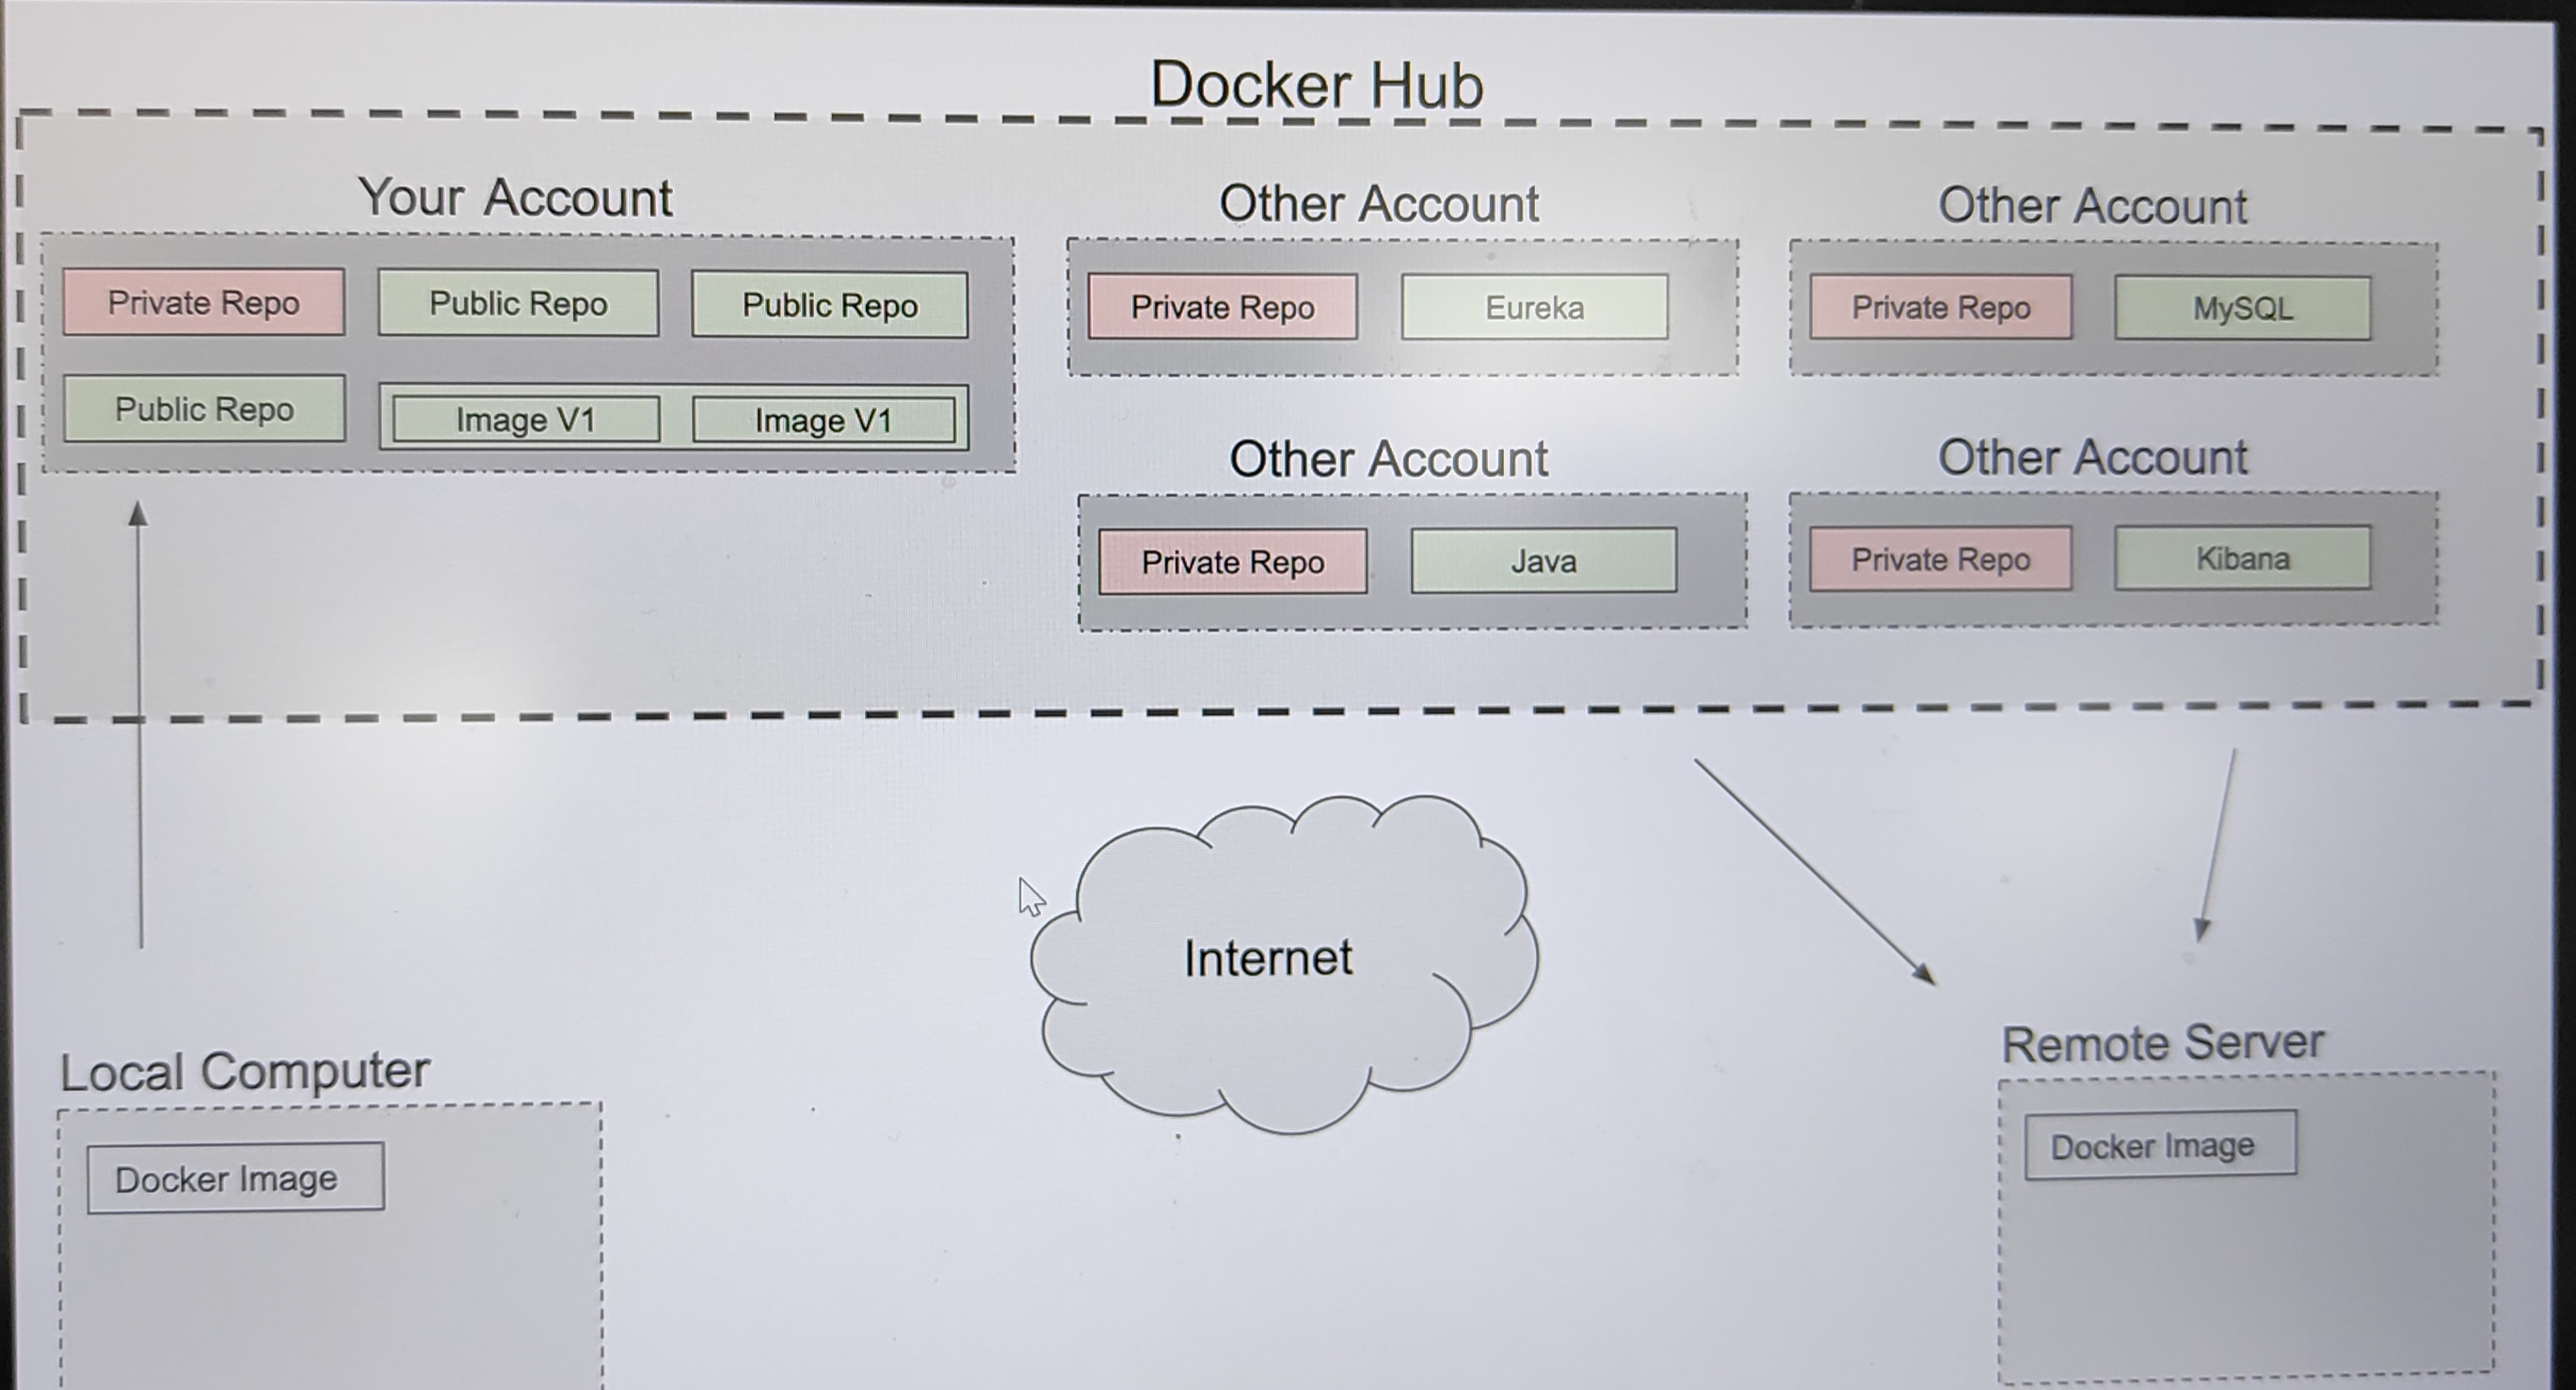 Docker Hub
Your Account
Private Repo
Public Repo
Public Repo
Public Repo
Image V1
Image V1
Other Account
Private Repo
Eureka
Other Account
Private Repo
MySQL
Other Account
Private Repo
Java
Other Account
Private Repo
Kibana
Internet
Local Computer
Docker Image
Remote Server
Docker Image